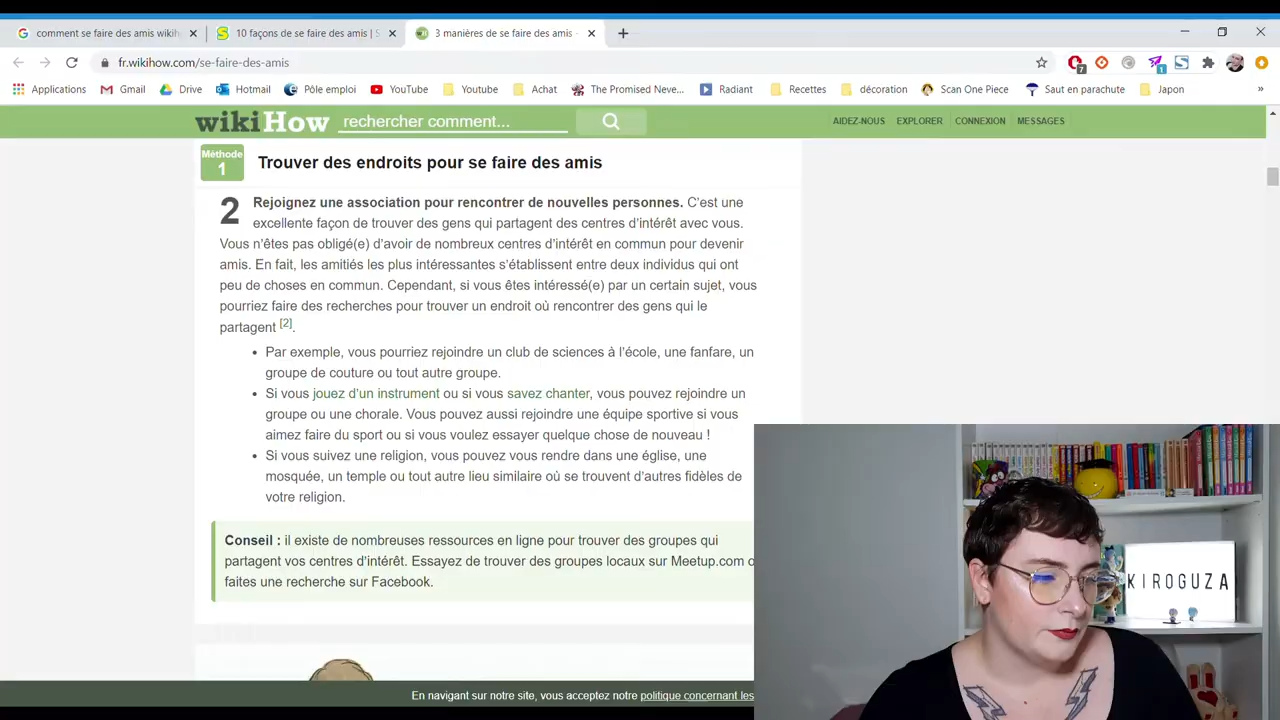 comment se faire des amis wikih
10 façons de se faire des amis | S
3 manières de se faire des amis -
fr.wikihow.com/se-faire-des-amis
7
1
Applications
Gmail
Drive
Hotmail
Pôle emploi
YouTube
Youtube
Achat
The Promised Neve...
Radiant
Recettes
décoration
Scan One Piece
Saut en parachute
Japon
»
wikiHow
rechercher comment...
AIDEZ-NOUS
EXPLORER
CONNEXION
MESSAGES
Méthode
1
Trouver des endroits pour se faire des amis
2
Rejoignez une association pour rencontrer de nouvelles personnes. C'est une
excellente façon de trouver des gens qui partagent des centres d'intérêt avec vous.
Vous n'êtes pas obligé(e) d'avoir de nombreux centres d'intérêt en commun pour devenir
amis. En fait, les amitiés les plus intéressantes s'établissent entre deux individus qui ont
peu de choses en commun. Cependant, si vous êtes intéressé(e) par un certain sujet, vous
pourriez faire des recherches pour trouver un endroit où rencontrer des gens qui le
partagent [2].
• Par exemple, vous pourriez rejoindre un club de sciences à l'école, une fanfare, un
groupe de couture ou tout autre groupe.
• Si vous jouez d'un instrument ou si vous savez chanter, vous pouvez rejoindre un
groupe ou une chorale. Vous pouvez aussi rejoindre une équipe sportive si vous
aimez faire du sport ou si vous voulez essayer quelque chose de nouveau !
• Si vous suivez une religion, vous pouvez vous rendre dans une église, une
mosquée, un temple ou tout autre lieu similaire où se trouvent d'autres fidèles de
votre religion.
Conseil : il existe de nombreuses ressources en ligne pour trouver des groupes qui
partagent vos centres d'intérêt. Essayez de trouver des groupes locaux sur Meetup.com o
faites une recherche sur Facebook.
En navigant sur notre site, vous acceptez notre politique concernant les
KIROGUZA